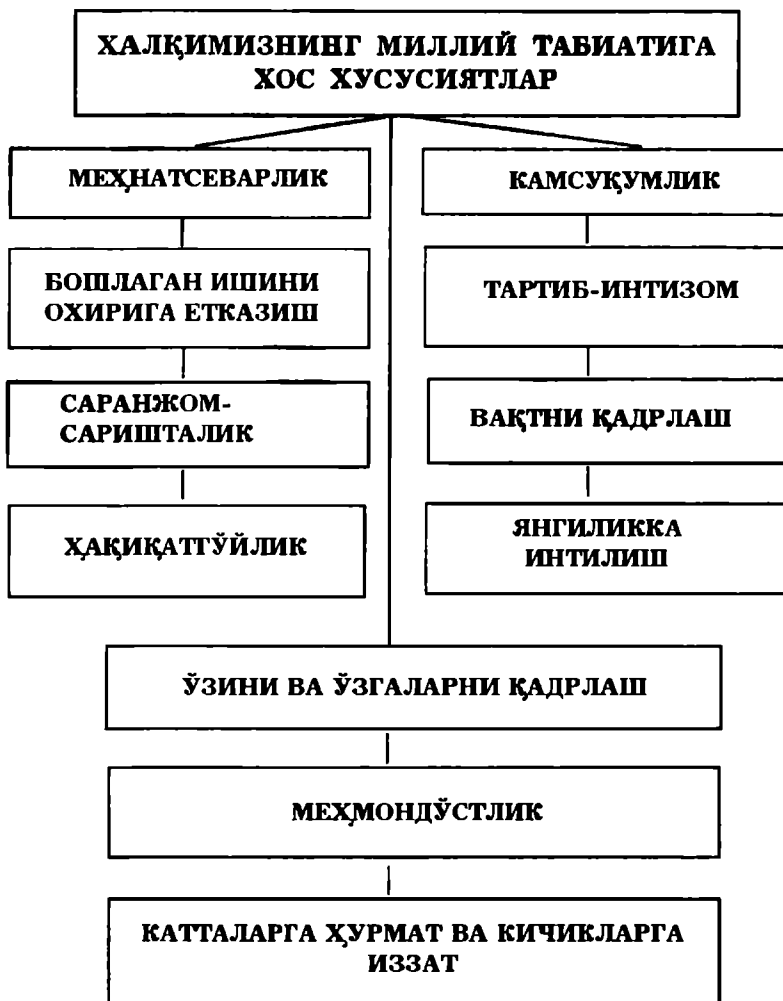 ХАЛҚИМИЗНИНГ МИЛЛИЙ ТАБИАТИГА
ХОС ХУСУСИЯТЛАР
МЕҲНАТСЕВАРЛИК
КАМСУҚУМЛИК
БОШЛАГАН ИШИНИ
ОХИРИГА ЕТКАЗИШ
ТАРТИБ-ИНТИЗОМ
САРАНЖОМ-
САРИШТАЛИК
ВАҚТНИ ҚАДРЛАШ
ҲАҚИҚАТГЎЙЛИК
ЯНГИЛИККА
ИНТИЛИШ
ЎЗИНИ ВА ЎЗГАЛАРНИ ҚАДРЛАШ
МЕҲМОНДЎСТЛИК
КАТТАЛАРГА ҲУРМАТ ВА КИЧИКЛАРГА
ИЗЗАТ